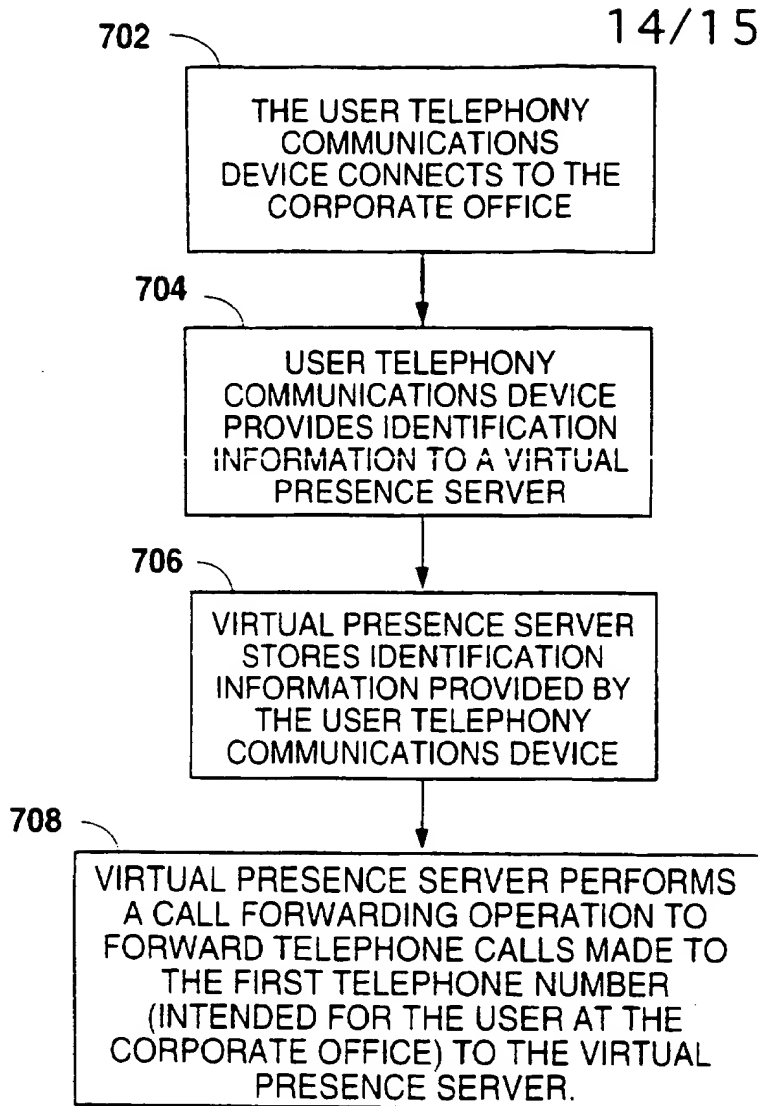 14/15
702
THE USER TELEPHONY
COMMUNICATIONS
DEVICE CONNECTS TO THE
CORPORATE OFFICE
704
USER TELEPHONY
COMMUNICATIONS DEVICE
PROVIDES IDENTIFICATION
INFORMATION TO A VIRTUAL
PRESENCE SERVER
706
VIRTUAL PRESENCE SERVER
STORES IDENTIFICATION
INFORMATION PROVIDED BY
THE USER TELEPHONY
COMMUNICATIONS DEVICE
708
VIRTUAL PRESENCE SERVER PERFORMS
A CALL FORWARDING OPERATION TO
FORWARD TELEPHONE CALLS MADE TO
THE FIRST TELEPHONE NUMBER
(INTENDED FOR THE USER AT THE
CORPORATE OFFICE) TO THE VIRTUAL
PRESENCE SERVER.